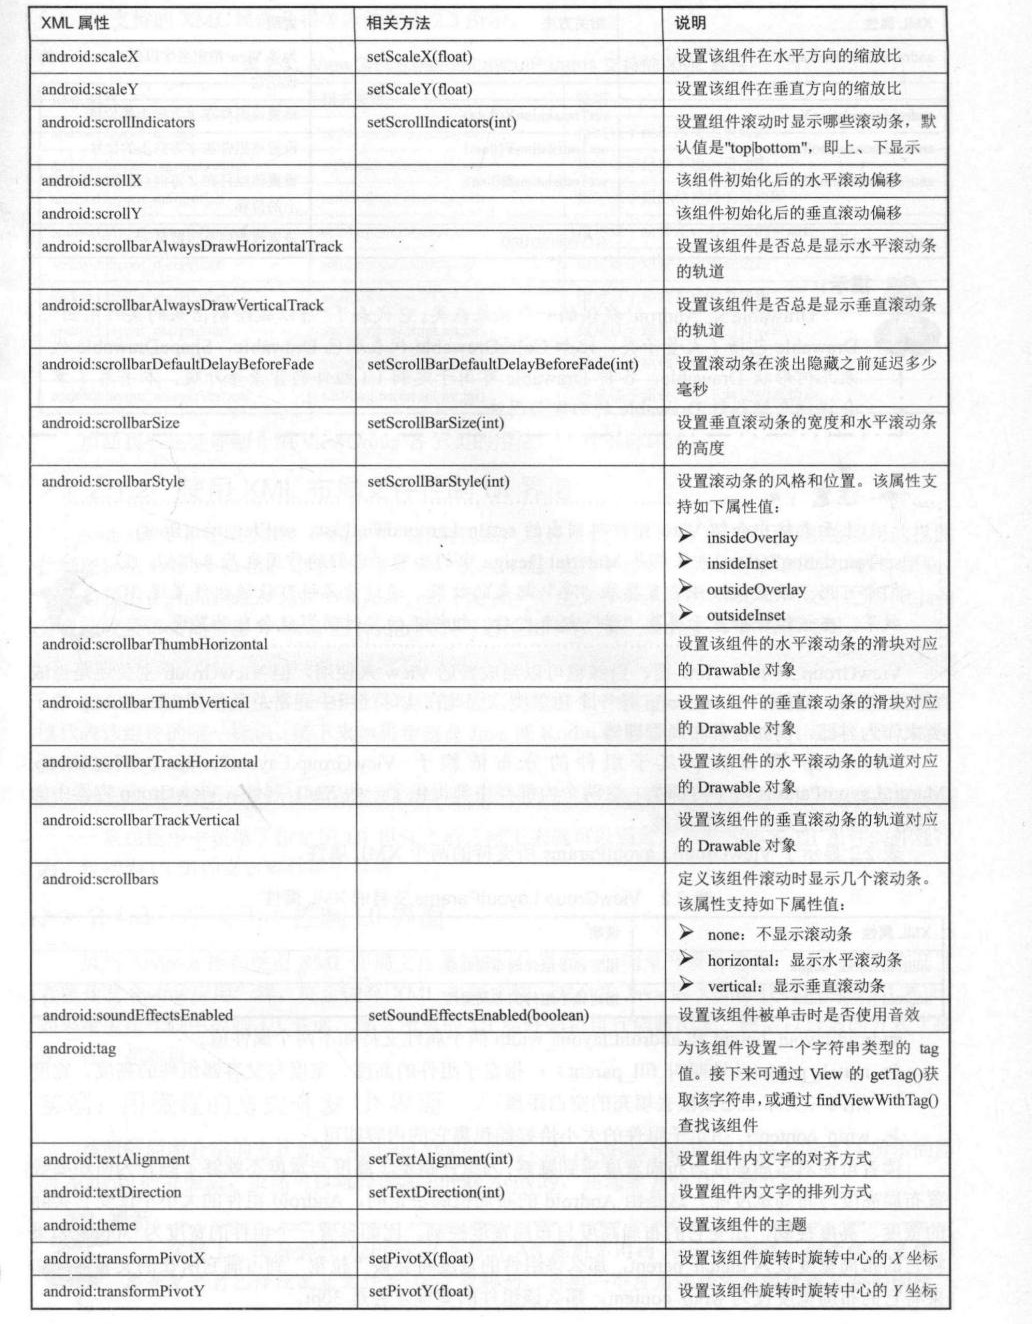 XML 属性 相关方法 说明
android:scaleX setScaleX(float) 设置该组件在水平方向的缩放比
android:scaleY setScaleY(float) 设置该组件在垂直方向的缩放比
android:scrollIndicators setScrollIndicators(int) 设置组件滚动时显示哪些滚动条，默
认值是"top|bottom"，即上、下显示
android:scrollX 该组件初始化后的水平滚动偏移
android:scrollY 该组件初始化后的垂直滚动偏移
android:scrollbarAlwaysDrawHorizontalTrack 设置该组件是否总是显示水平滚动条
的轨道
android:scrollbarAlwaysDrawVerticalTrack 设置该组件是否总是显示垂直滚动条
的轨道
android:scrollbarDefaultDelayBeforeFade setScrollBarDefaultDelayBeforeFade(int) 设置滚动条在淡出隐藏之前延迟多少
毫秒
android:scrollbarSize setScrollBarSize(int) 设置垂直滚动条的宽度和水平滚动条
的高度
android:scrollbarStyle setScrollBarStyle(int) 设置滚动条的风格和位置。该属性支
持如下属性值：
➢ insideOverlay
➢ insideInset
➢ outsideOverlay
➢ outsideInset
android:scrollbarThumbHorizontal 设置该组件的水平滚动条的滑块对应
的 Drawable 对象
android:scrollbarThumbVertical 设置该组件的垂直滚动条的滑块对应
的 Drawable 对象
android:scrollbarTrackHorizontal 设置该组件的水平滚动条的轨道对应
的 Drawable 对象
android:scrollbarTrackVertical 设置该组件的垂直滚动条的轨道对应
的 Drawable 对象
android:scrollbars 定义该组件滚动时显示几个滚动条。
该属性支持如下属性值：
➢ none：不显示滚动条
➢ horizontal：显示水平滚动条
➢ vertical：显示垂直滚动条
android:soundEffectsEnabled setSoundEffectsEnabled(boolean) 设置该组件被单击时是否使用音效
android:tag 为该组件设置一个字符串类型的 tag
值。接下来可通过 View 的 getTag()获
取该字符串，或通过 findViewWithTag()
查找该组件
android:textAlignment setTextAlignment(int) 设置组件内文字的对齐方式
android:textDirection setTextDirection(int) 设置组件内文字的排列方式
android:theme 设置该组件的主题
android:transformPivotX setPivotX(float) 设置该组件旋转时旋转中心的 X 坐标
android:transformPivotY setPivotY(float) 设置该组件旋转时旋转中心的 Y 坐标